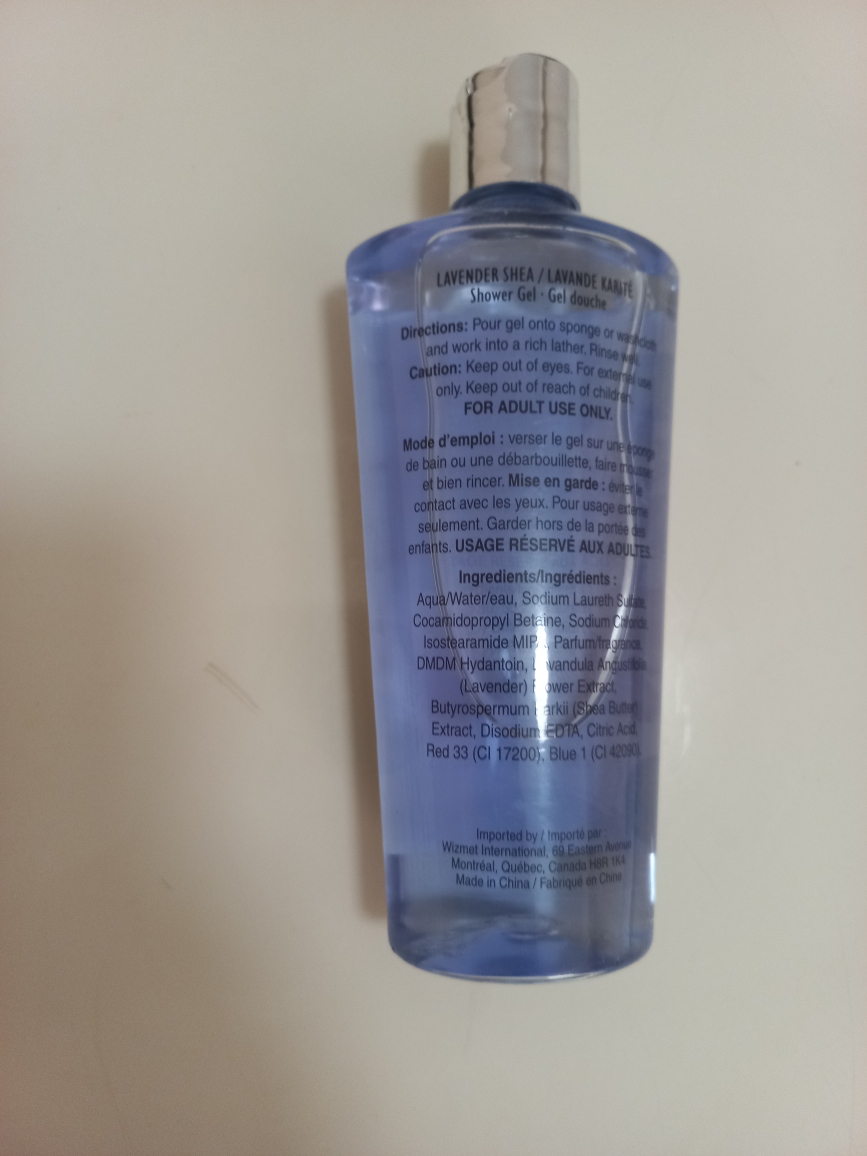 LAVENDER SHEA / LAVANDE KARITÉ
Shower Gel · Gel douche
Directions: Pour gel onto sponge or washcloth
and work into a rich lather. Rinse well.
Caution: Keep out of eyes. For external use
only. Keep out of reach of children.
FOR ADULT USE ONLY.
Mode d'emploi : verser le gel sur une éponge
de bain ou une débarbouillette, faire mousser
et bien rincer. Mise en garde : éviter le
contact avec les yeux. Pour usage externe
seulement. Garder hors de la portée des
enfants. USAGE RÉSERVÉ AUX ADULTES.
Ingredients/Ingrédients :
Aqua/Water/eau, Sodium Laureth Sulfate,
Cocamidopropyl Betaine, Sodium Chloride,
Isostearamide MIPA, Parfum/fragrance,
DMDM Hydantoin, Lavandula Angustifolia
(Lavender) Flower Extract,
Butyrospermum Parkii (Shea Butter)
Extract, Disodium EDTA, Citric Acid,
Red 33 (CI 17200), Blue 1 (CI 42090).
Imported by / Importé par :
Wizmet International, 69 Eastern Avenue
Montréal, Québec, Canada H8R 1K4
Made in China / Fabriqué en Chine